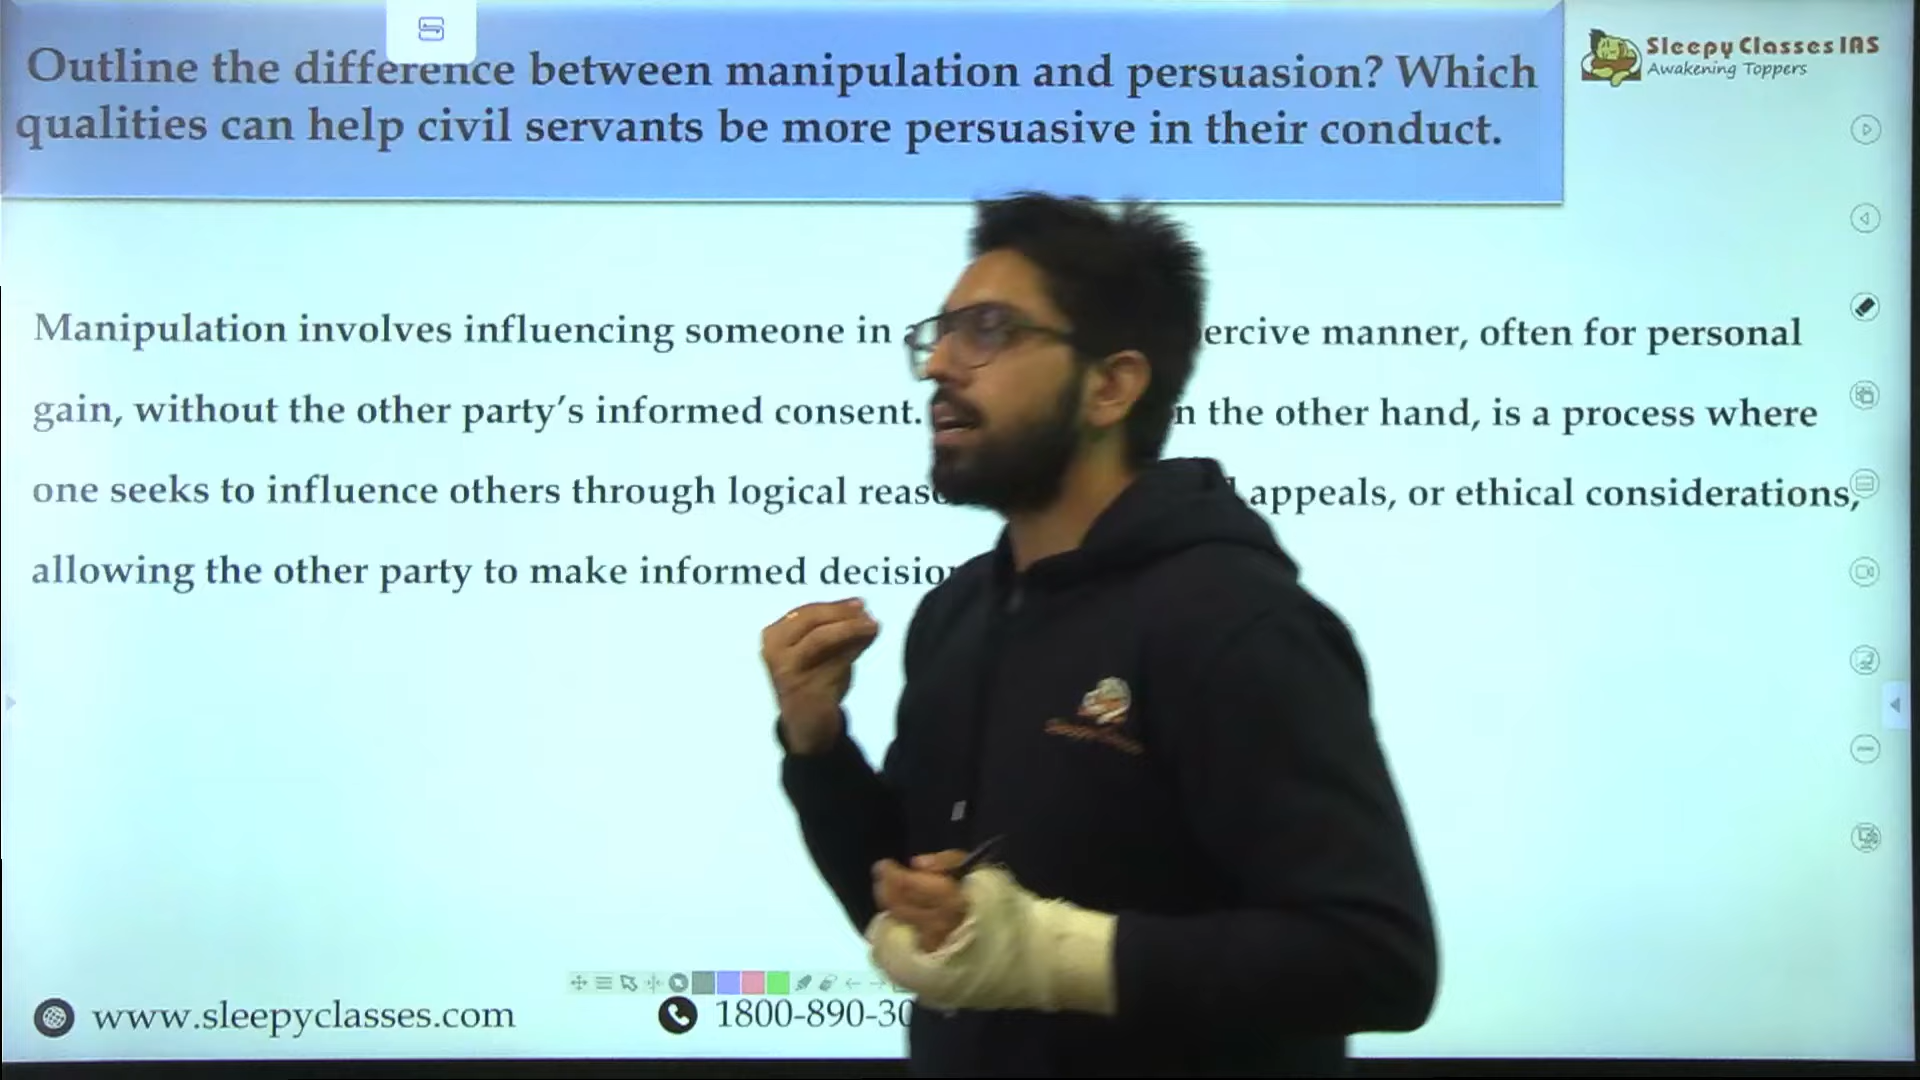 Outline the difference between manipulation and persuasion? Which
qualities can help civil servants be more persuasive in their conduct.
Sleepy Classes IAS
Awakening Toppers
Manipulation involves influencing someone in ercive manner, often for personal
gain, without the other party's informed consent. n the other hand, is a process where
one seeks to influence others through logical appeals, or ethical considerations,
allowing the other party to make informed
www.sleepyclasses.com
1800-890-30